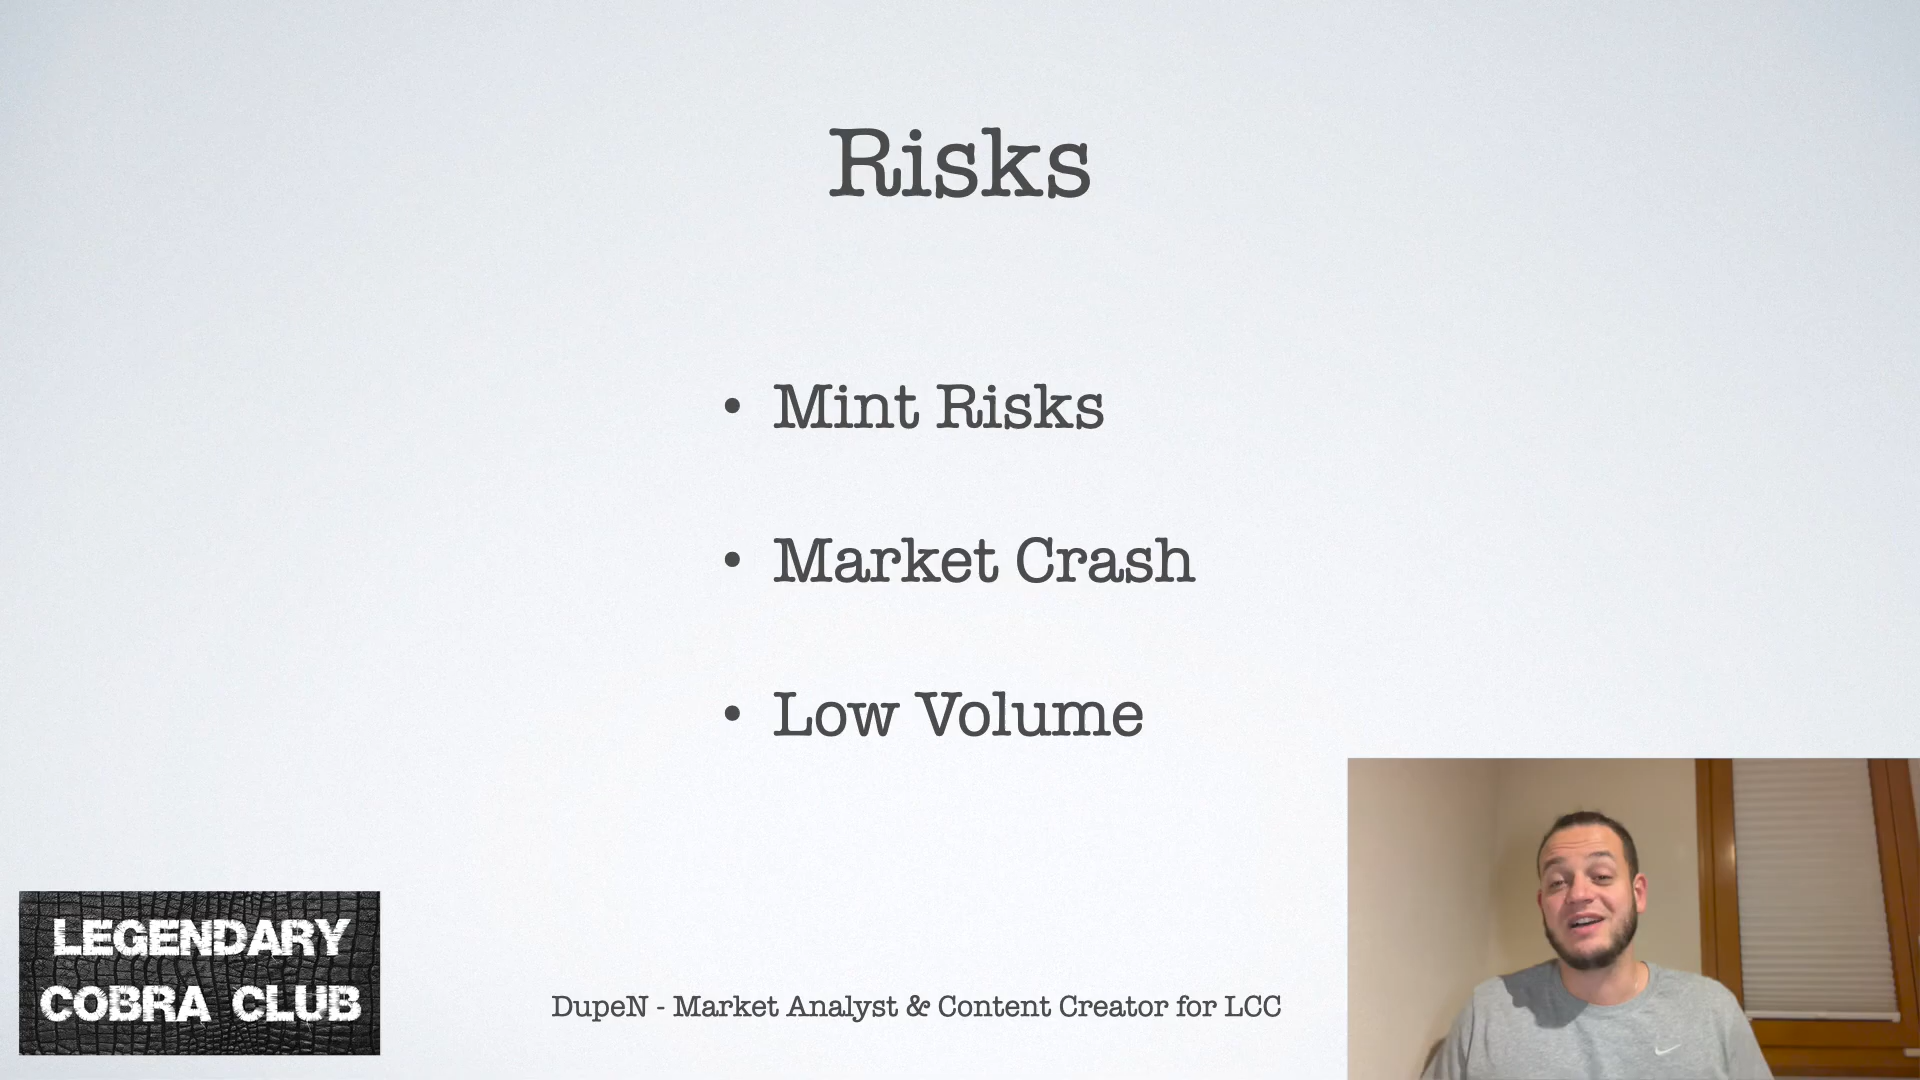 Risks
• Mint Risks
• Market Crash
• Low Volume
LEGENDARY
COBRA CLUB
DupeN - Market Analyst & Content Creator for LCC